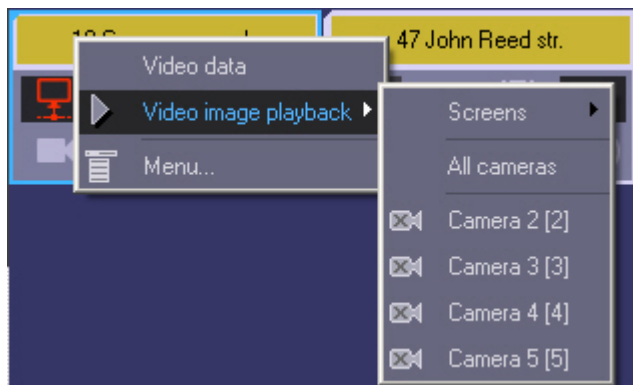 47 John Reed str.
Video data
Video image playback
Menu...
Screens
All cameras
Camera 2 [2]
Camera 3 [3]
Camera 4 [4]
Camera 5 [5]